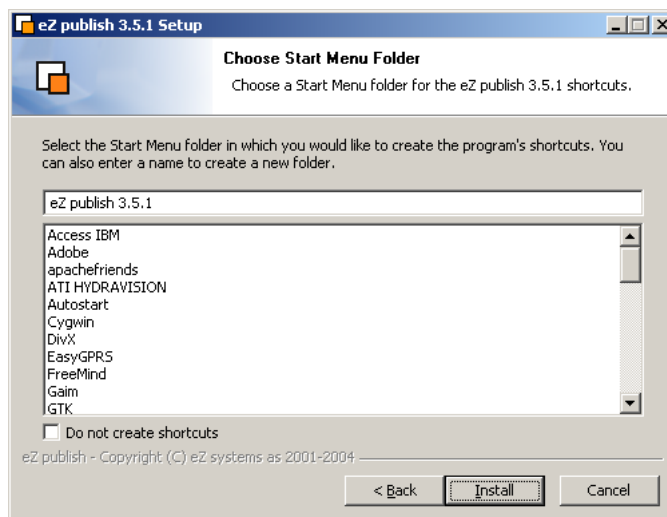 eZ publish 3.5.1 Setup
Choose Start Menu Folder
Choose a Start Menu folder for the eZ publish 3.5.1 shortcuts.
Select the Start Menu folder in which you would like to create the program's shortcuts. You
can also enter a name to create a new folder.
eZ publish 3.5.1
Access IBM
Adobe
apachefriends
ATI HYDRAVISION
Autostart
Cygwin
DivX
EasyGPRS
FreeMind
Gaim
GTK
Do not create shortcuts
eZ publish - Copyright (C) eZ systems as 2001-2004
< Back
Install
Cancel